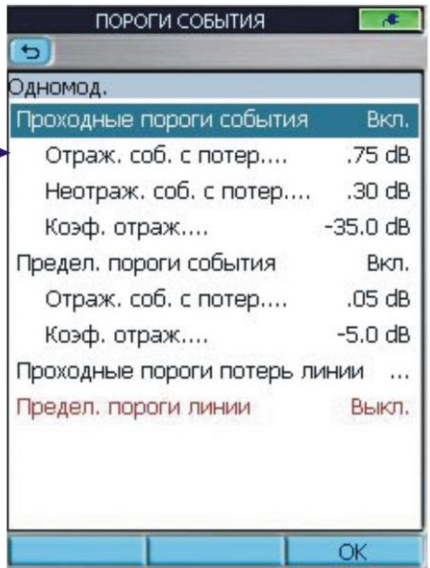 ПОРОГИ СОБЫТИЯ
Одномод.
Проходные пороги события Вкл.
Отраж. соб. с потер.... .75 dB
Неотраж. соб. с потер.... .30 dB
Коэф. отраж.... -35.0 dB
Предел. пороги события Вкл.
Отраж. соб. с потер.... .05 dB
Коэф. отраж.... -5.0 dB
Проходные пороги потерь линии ...
Предел. пороги линии Выкл.
OK